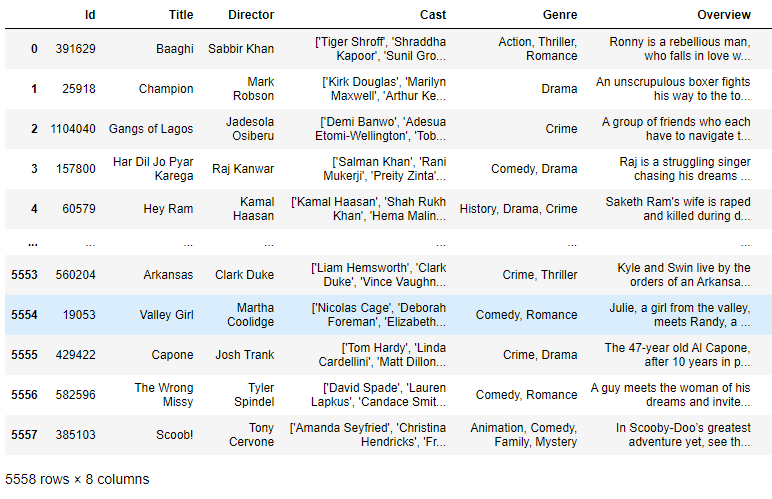 Id Title Director Cast Genre Overview
0 391629 Baaghi Sabbir Khan ['Tiger Shroff', 'Shraddha Kapoor', 'Sunil Gro... Action, Thriller, Romance Ronny is a rebellious man, who falls in love w...
1 25918 Champion Mark Robson ['Kirk Douglas', 'Marilyn Maxwell', 'Arthur Ke... Drama An unscrupulous boxer fights his way to the to...
2 1104040 Gangs of Lagos Jadesola Osiberu ['Demi Banwo', 'Adesua Etomi-Wellington', 'Tob... Crime A group of friends who each have to navigate t...
3 157800 Har Dil Jo Pyar Karega Raj Kanwar ['Salman Khan', 'Rani Mukerji', 'Preity Zinta'... Comedy, Drama Raj is a struggling singer chasing his dreams ...
4 60579 Hey Ram Kamal Haasan ['Kamal Haasan', 'Shah Rukh Khan', 'Hema Malin... History, Drama, Crime Saketh Ram's wife is raped and killed during d...
... ... ... ... ... ... ...
5553 560204 Arkansas Clark Duke ['Liam Hemsworth', 'Clark Duke', 'Vince Vaughn... Crime, Thriller Kyle and Swin live by the orders of an Arkansa...
5554 19053 Valley Girl Martha Coolidge ['Nicolas Cage', 'Deborah Foreman', 'Elizabeth... Comedy, Romance Julie, a girl from the valley, meets Randy, a ...
5555 429422 Capone Josh Trank ['Tom Hardy', 'Linda Cardellini', 'Matt Dillon... Crime, Drama The 47-year old Al Capone, after 10 years in p...
5556 582596 The Wrong Missy Tyler Spindel ['David Spade', 'Lauren Lapkus', 'Candace Smit... Comedy, Romance A guy meets the woman of his dreams and invite...
5557 385103 Scoob! Tony Cervone ['Amanda Seyfried', 'Christina Hendricks', 'Fr... Animation, Comedy, Family, Mystery In Scooby-Doo’s greatest adventure yet, see th...
5558 rows × 8 columns